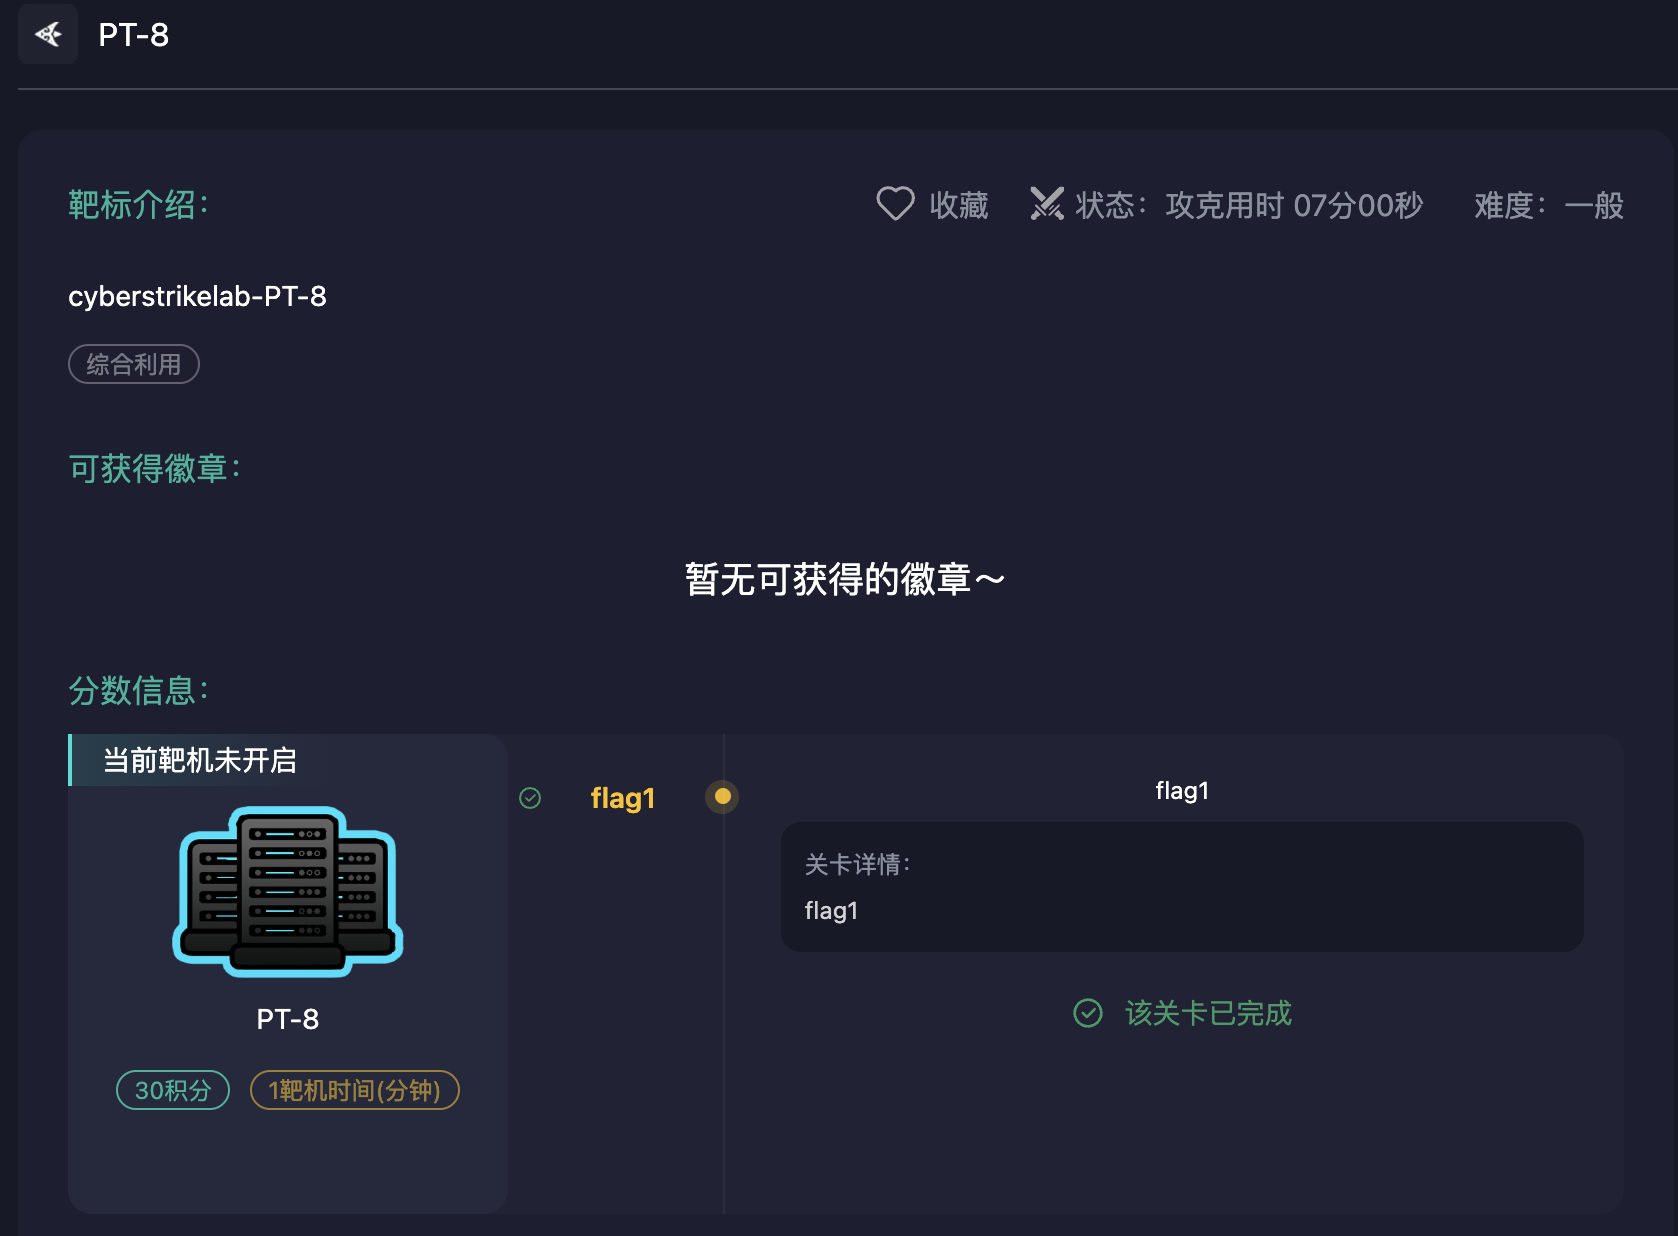 PT-8
靶标介绍：
收藏 状态：攻克用时 07分00秒 难度：一般
cyberstrikelab-PT-8
综合利用
可获得徽章：
暂无可获得的徽章～
分数信息：
当前靶机未开启
flag1
flag1
关卡详情：
flag1
该关卡已完成
PT-8
30积分 1靶机时间(分钟)